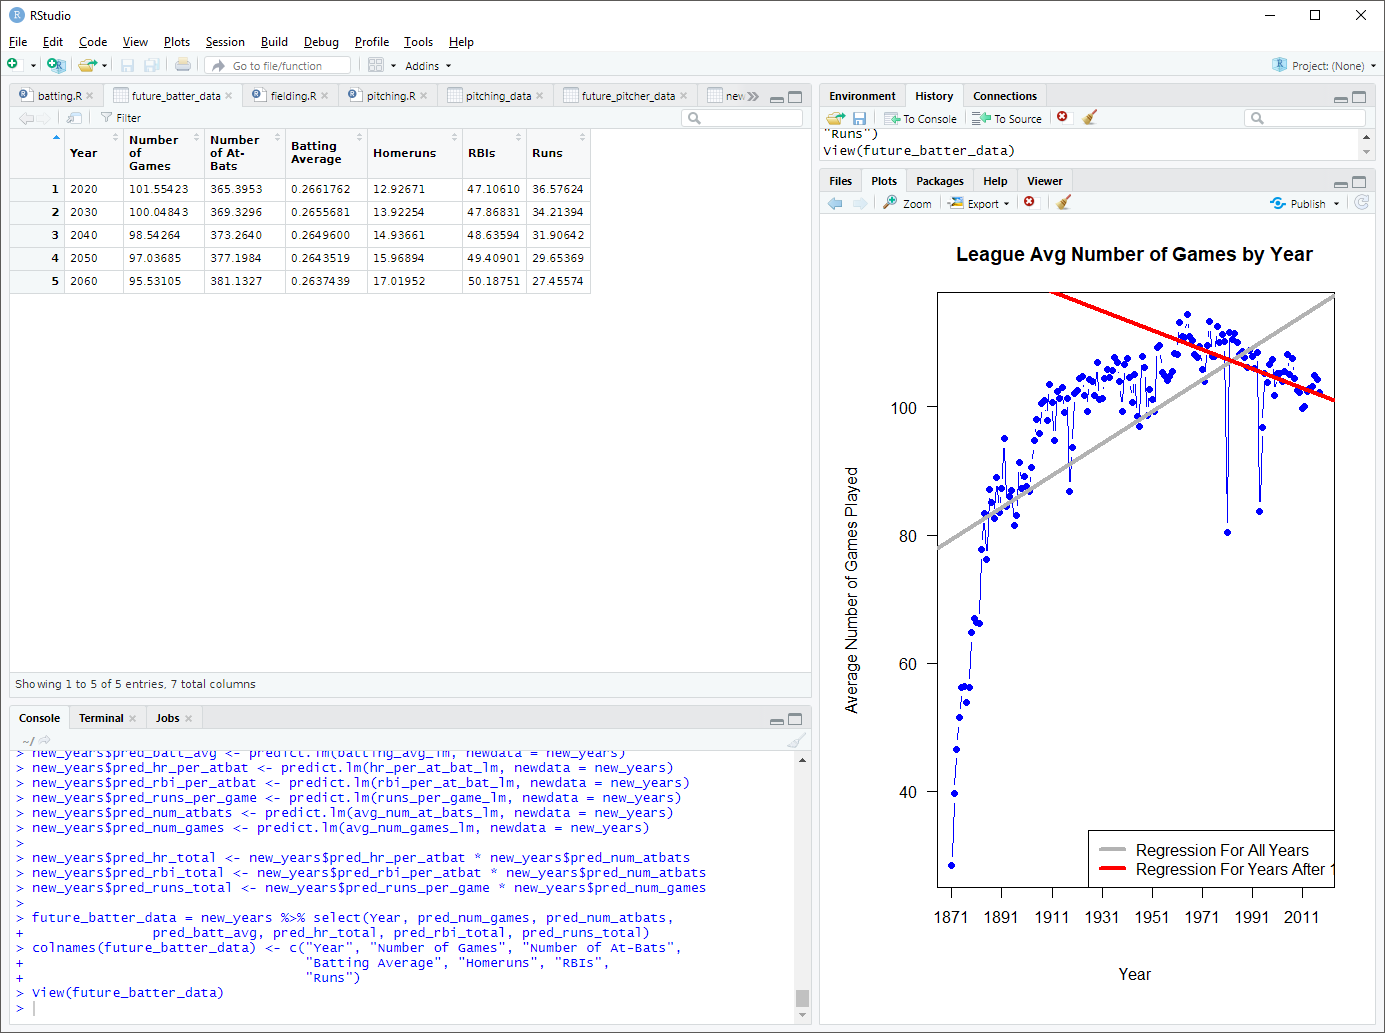 RStudio
File Edit Code View Plots Session Build Debug Profile Tools Help
Go to file/function Addins Project: (None)
batting.R future_batter_data fielding.R pitching.R pitching_data future_pitcher_data new
Filter
Year Number of Games Number of At-Bats Batting Average Homeruns RBIs Runs
1 2020 101.55423 365.3953 0.2661762 12.92671 47.10610 36.57624
2 2030 100.04843 369.3296 0.2655681 13.92254 47.86831 34.21394
3 2040 98.54264 373.2640 0.2649600 14.93661 48.63594 31.90642
4 2050 97.03685 377.1984 0.2643519 15.96894 49.40901 29.65369
5 2060 95.53105 381.1327 0.2637439 17.01952 50.18751 27.45574
Showing 1 to 5 of 5 entries, 7 total columns
Console Terminal Jobs
~/
> new_years$pred_batt_avg <- predict.lm(batting_avg_lm, newdata = new_years)
> new_years$pred_hr_per_atbat <- predict.lm(hr_per_at_bat_lm, newdata = new_years)
> new_years$pred_rbi_per_atbat <- predict.lm(rbi_per_at_bat_lm, newdata = new_years)
> new_years$pred_runs_per_game <- predict.lm(runs_per_game_lm, newdata = new_years)
> new_years$pred_num_atbats <- predict.lm(avg_num_at_bats_lm, newdata = new_years)
> new_years$pred_num_games <- predict.lm(avg_num_games_lm, newdata = new_years)
>
> new_years$pred_hr_total <- new_years$pred_hr_per_atbat * new_years$pred_num_atbats
> new_years$pred_rbi_total <- new_years$pred_rbi_per_atbat * new_years$pred_num_atbats
> new_years$pred_runs_total <- new_years$pred_runs_per_game * new_years$pred_num_games
>
> future_batter_data = new_years %>% select(Year, pred_num_games, pred_num_atbats,
+ pred_batt_avg, pred_hr_total, pred_rbi_total, pred_runs_total)
> colnames(future_batter_data) <- c("Year", "Number of Games", "Number of At-Bats",
+ "Batting Average", "Homeruns", "RBIs",
+ "Runs")
> View(future_batter_data)
>
Environment History Connections
To Console To Source
"Runs")
View(future_batter_data)
Files Plots Packages Help Viewer
Zoom Export Publish
League Avg Number of Games by Year
Average Number of Games Played
100
80
60
40
Regression For All Years
Regression For Years After 1
1871 1891 1911 1931 1951 1971 1991 2011
Year